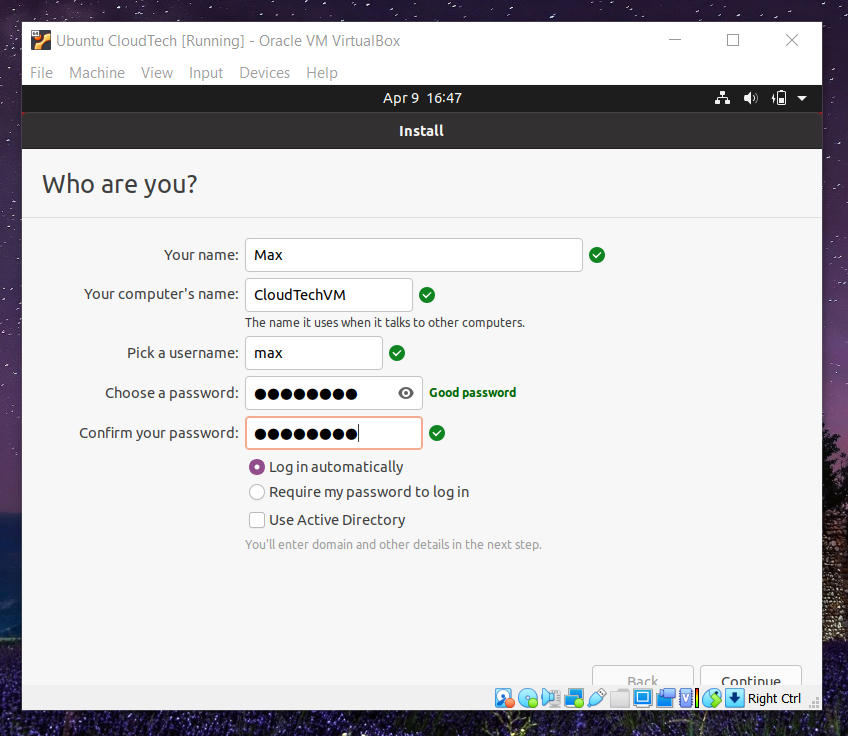 Ubuntu CloudTech [Running] - Oracle VM VirtualBox
File Machine View Input Devices Help
Apr 9 16:47
Install
Who are you?
Your name: Max
Your computer's name: CloudTechVM
The name it uses when it talks to other computers.
Pick a username: max
Choose a password: ●●●●●●●● Good password
Confirm your password: ●●●●●●●●
Log in automatically
Require my password to log in
Use Active Directory
You'll enter domain and other details in the next step.
Back Continue
Right Ctrl